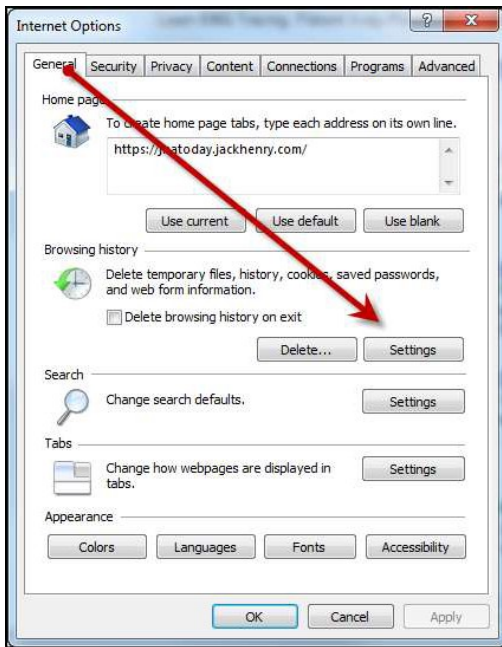 Internet Options
General Security Privacy Content Connections Programs Advanced
Home page
To create home page tabs, type each address on its own line.
https://jhatoday.jackhenry.com/
Use current Use default Use blank
Browsing history
Delete temporary files, history, cookies, saved passwords,
and web form information.
Delete browsing history on exit
Delete... Settings
Search
Change search defaults.
Settings
Tabs
Change how webpages are displayed in
tabs.
Settings
Appearance
Colors Languages Fonts Accessibility
OK Cancel Apply